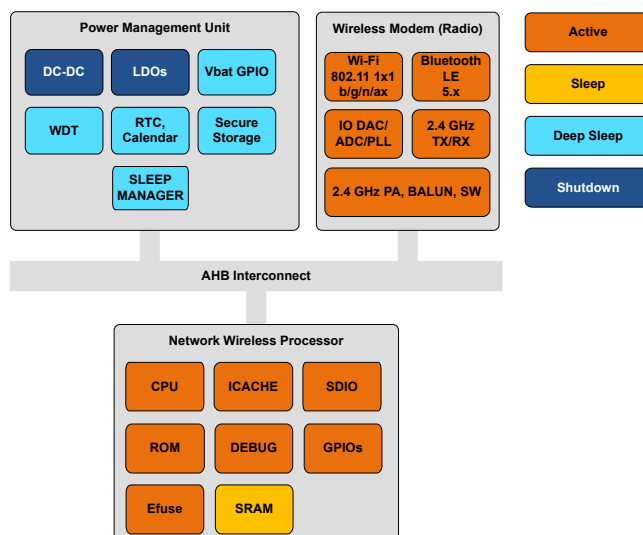 Power Management Unit
DC-DC
LDOs
Vbat GPIO
WDT
RTC,
Calendar
Secure
Storage
SLEEP
MANAGER
Wireless Modem (Radio)
Wi-Fi
802.11 1x1
b/g/n/ax
Bluetooth
LE
5.x
IO DAC/
ADC/PLL
2.4 GHz
TX/RX
2.4 GHz PA, BALUN, SW
Active
Sleep
Deep Sleep
Shutdown
AHB Interconnect
Network Wireless Processor
CPU
ICACHE
SDIO
ROM
DEBUG
GPIOs
Efuse
SRAM